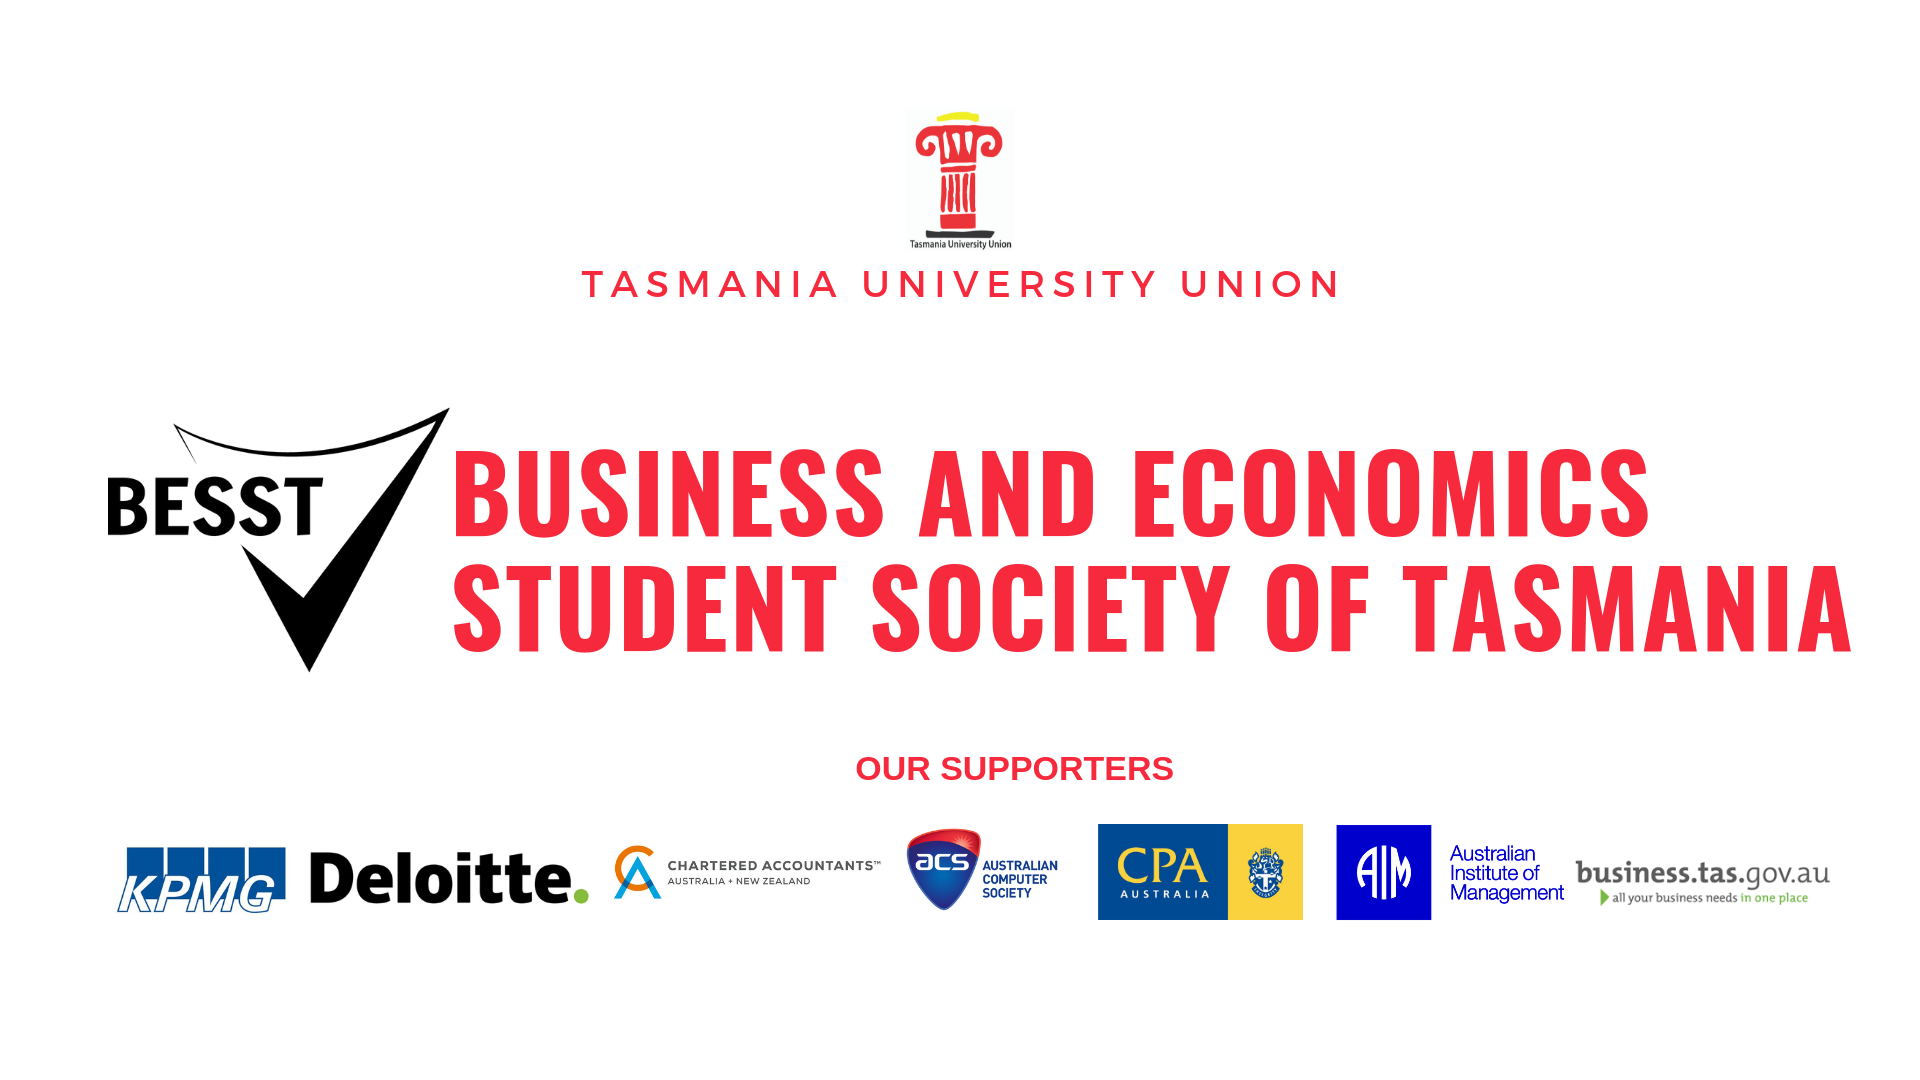 Tasmania University Union
TASMANIA UNIVERSITY UNION
BESST
BUSINESS AND ECONOMICS
STUDENT SOCIETY OF TASMANIA
OUR SUPPORTERS
KPMG
Deloitte.
CHARTERED ACCOUNTANTS™
AUSTRALIA + NEW ZEALAND
acs
AUSTRALIAN
COMPUTER
SOCIETY
CPA
AUSTRALIA
AIM
Australian
Institute of
Management
business.tas.gov.au
all your business needs in one place